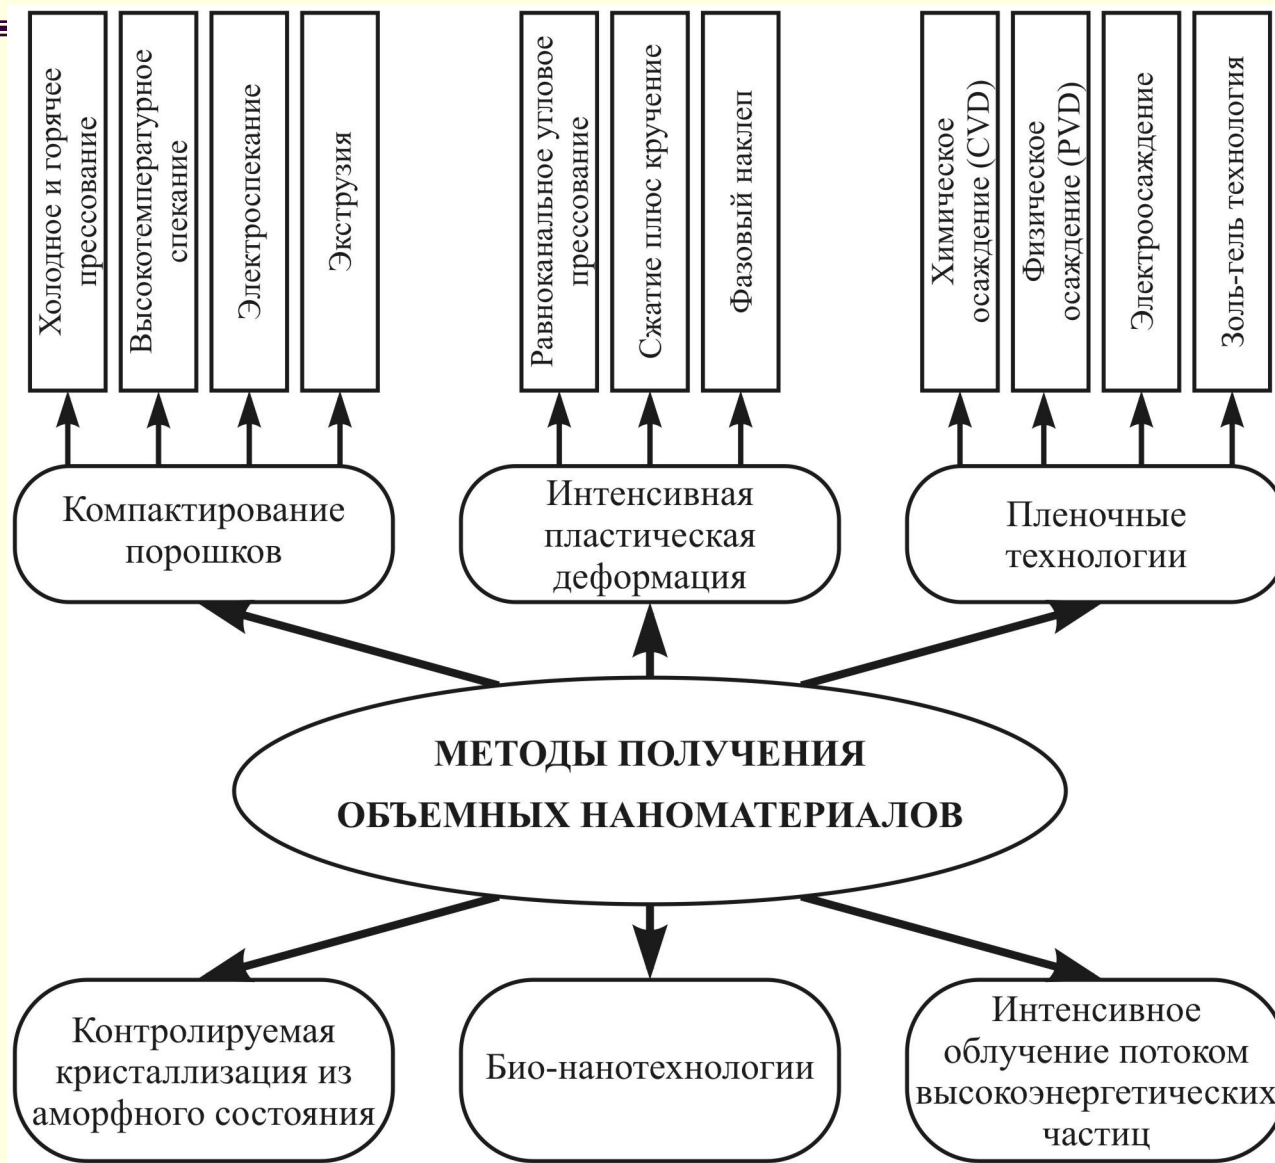 Холодное и горячее
прессование
Высокотемпературное
спекание
Электроспекание
Экструзия
Равноканальное угловое
прессование
Сжатие плюс кручение
Фазовый наклеп
Химическое
осаждение (CVD)
Физическое
осаждение (PVD)
Электроосаждение
Золь-гель технология
Компактирование
порошков
Интенсивная
пластическая
деформация
Пленочные
технологии
МЕТОДЫ ПОЛУЧЕНИЯ
ОБЪЕМНЫХ НАНОМАТЕРИАЛОВ
Контролируемая
кристаллизация из
аморфного состояния
Био-нанотехнологии
Интенсивное
облучение потоком
высокоэнергетических
частиц